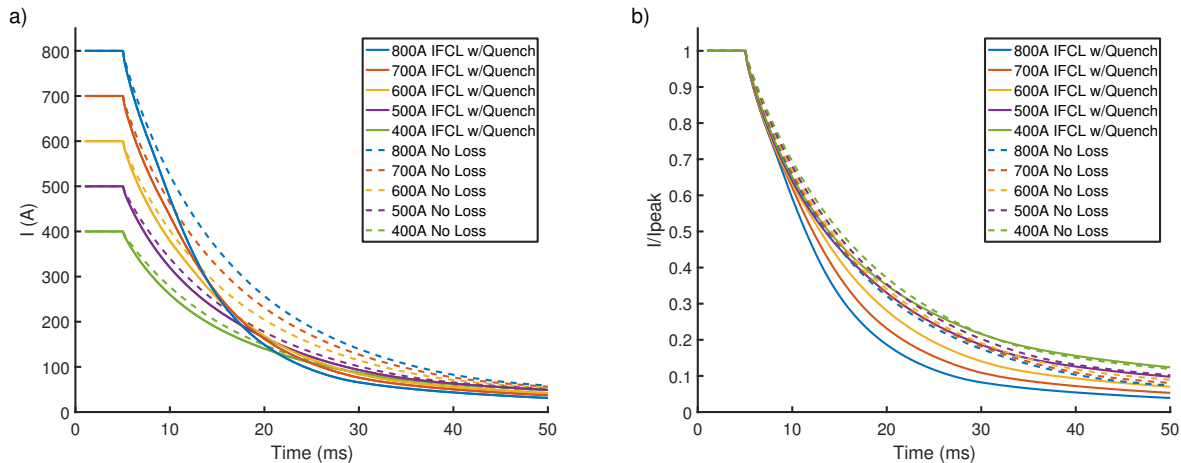 a)
I (A)
800
700
600
500
400
300
200
100
0
0 10 20 30 40 50
Time (ms)
800A IFCL w/Quench
700A IFCL w/Quench
600A IFCL w/Quench
500A IFCL w/Quench
400A IFCL w/Quench
800A No Loss
700A No Loss
600A No Loss
500A No Loss
400A No Loss
b)
I/Ipeak
1
0.9
0.8
0.7
0.6
0.5
0.4
0.3
0.2
0.1
0
0 10 20 30 40 50
Time (ms)
800A IFCL w/Quench
700A IFCL w/Quench
600A IFCL w/Quench
500A IFCL w/Quench
400A IFCL w/Quench
800A No Loss
700A No Loss
600A No Loss
500A No Loss
400A No Loss